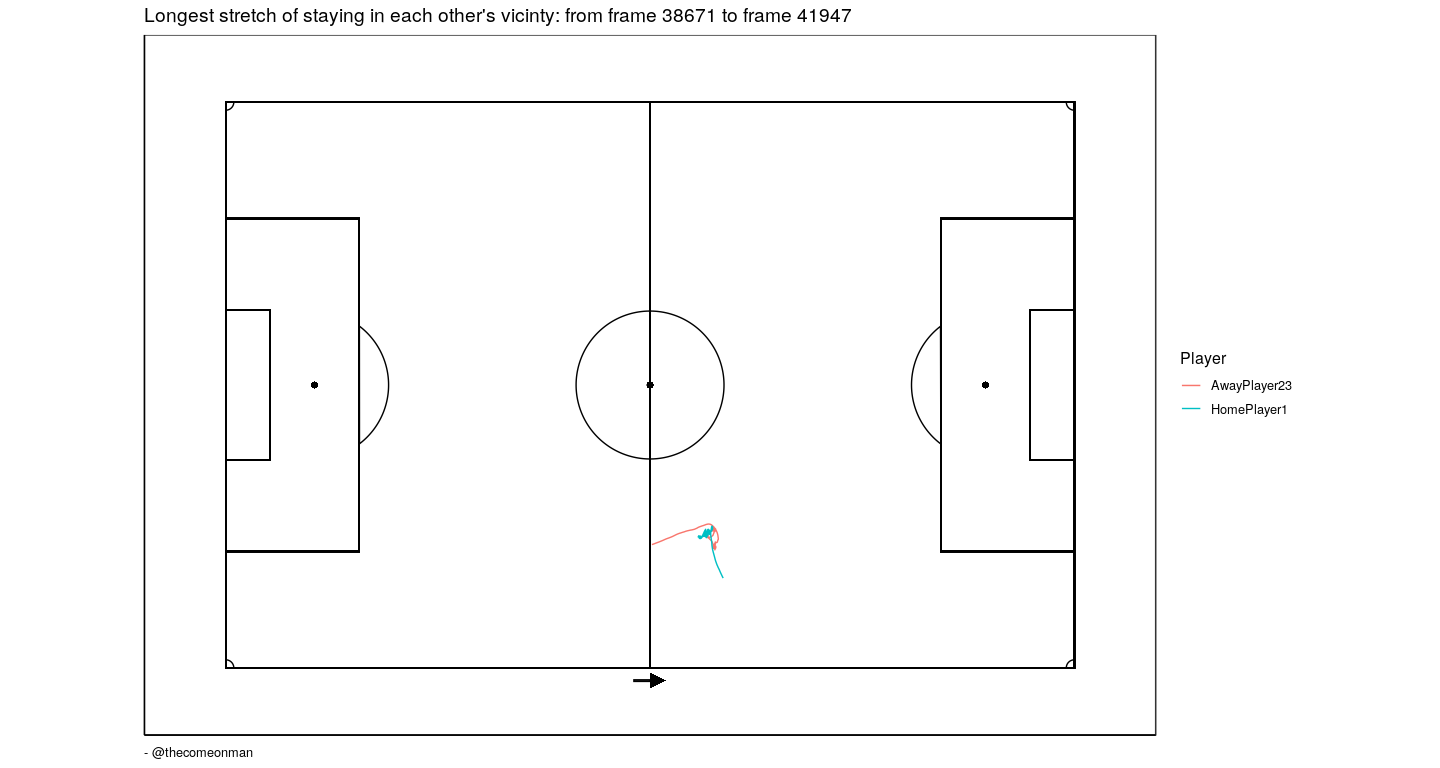 Longest stretch of staying in each other's vicinty: from frame 38671 to frame 41947
Player
AwayPlayer23
HomePlayer1
- @thecomeonman